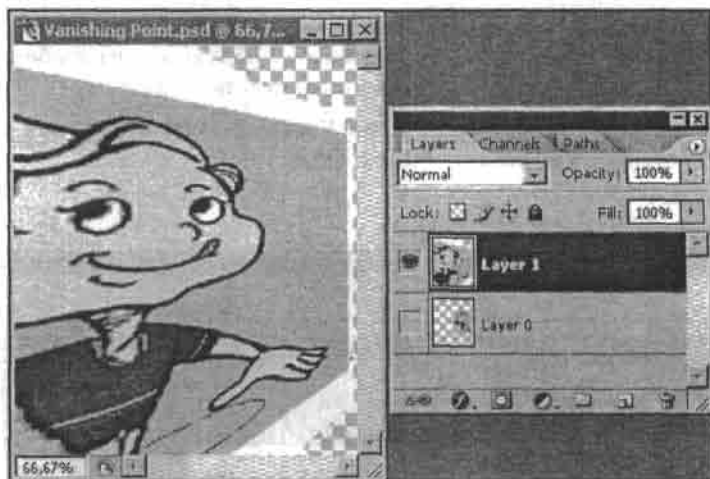 Vanishing Point.psd @ 66,7...
66,67%
Layers Channels Paths
Normal Opacity: 100%
Lock: Fill: 100%
Layer 1
Layer 0